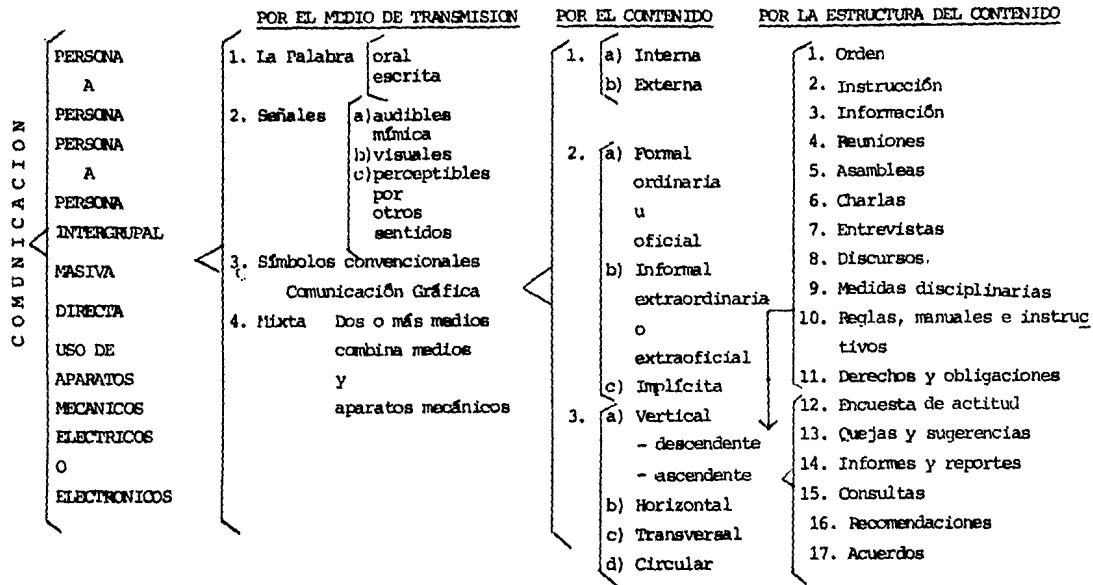 POR EL MEDIO DE TRANSMISION
POR EL CONTENIDO
POR LA ESTRUCTURA DEL CONTENIDO
COMUNICACION
PERSONA
A
PERSONA
PERSONA
A
PERSONA
INTERGRUPAL
MASIVA
DIRECTA
USO DE
APARATOS
MECANICOS
ELECTRICOS
O
ELECTRONICOS
1. La Palabra
oral
escrita
2. Señales
a)audibles
mímica
b)visuales
c)perceptibles
por
otros
sentidos
3. Símbolos convencionales
Comunicación Gráfica
4. Mixta Dos o más medios
combina medios
y
aparatos mecánicos
1. a) Interna
b) Externa
2. a) Formal
ordinaria
u
oficial
b) Informal
extraordinaria
o
extraoficial
c) Implícita
3. a) Vertical
- descendente
- ascendente
b) Horizontal
c) Transversal
d) Circular
1. Orden
2. Instrucción
3. Información
4. Reuniones
5. Asambleas
6. Charlas
7. Entrevistas
8. Discursos.
9. Medidas disciplinarias
10. Reglas, manuales e instruc
tivos
11. Derechos y obligaciones
12. Encuesta de actitud
13. Quejas y sugerencias
14. Informes y reportes
15. Consultas
16. Recomendaciones
17. Acuerdos